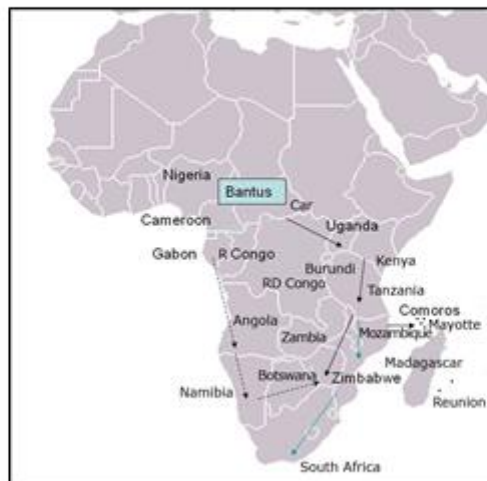 Nigeria
Bantus
Car
Cameroon
Uganda
Gabon
R Congo
Burundi
Kenya
RD Congo
Tanzania
Comoros
Angola
Mozambique
Mayotte
Zambia
Madagascar
Botswana
Zimbabwe
Namibia
Reunion
South Africa